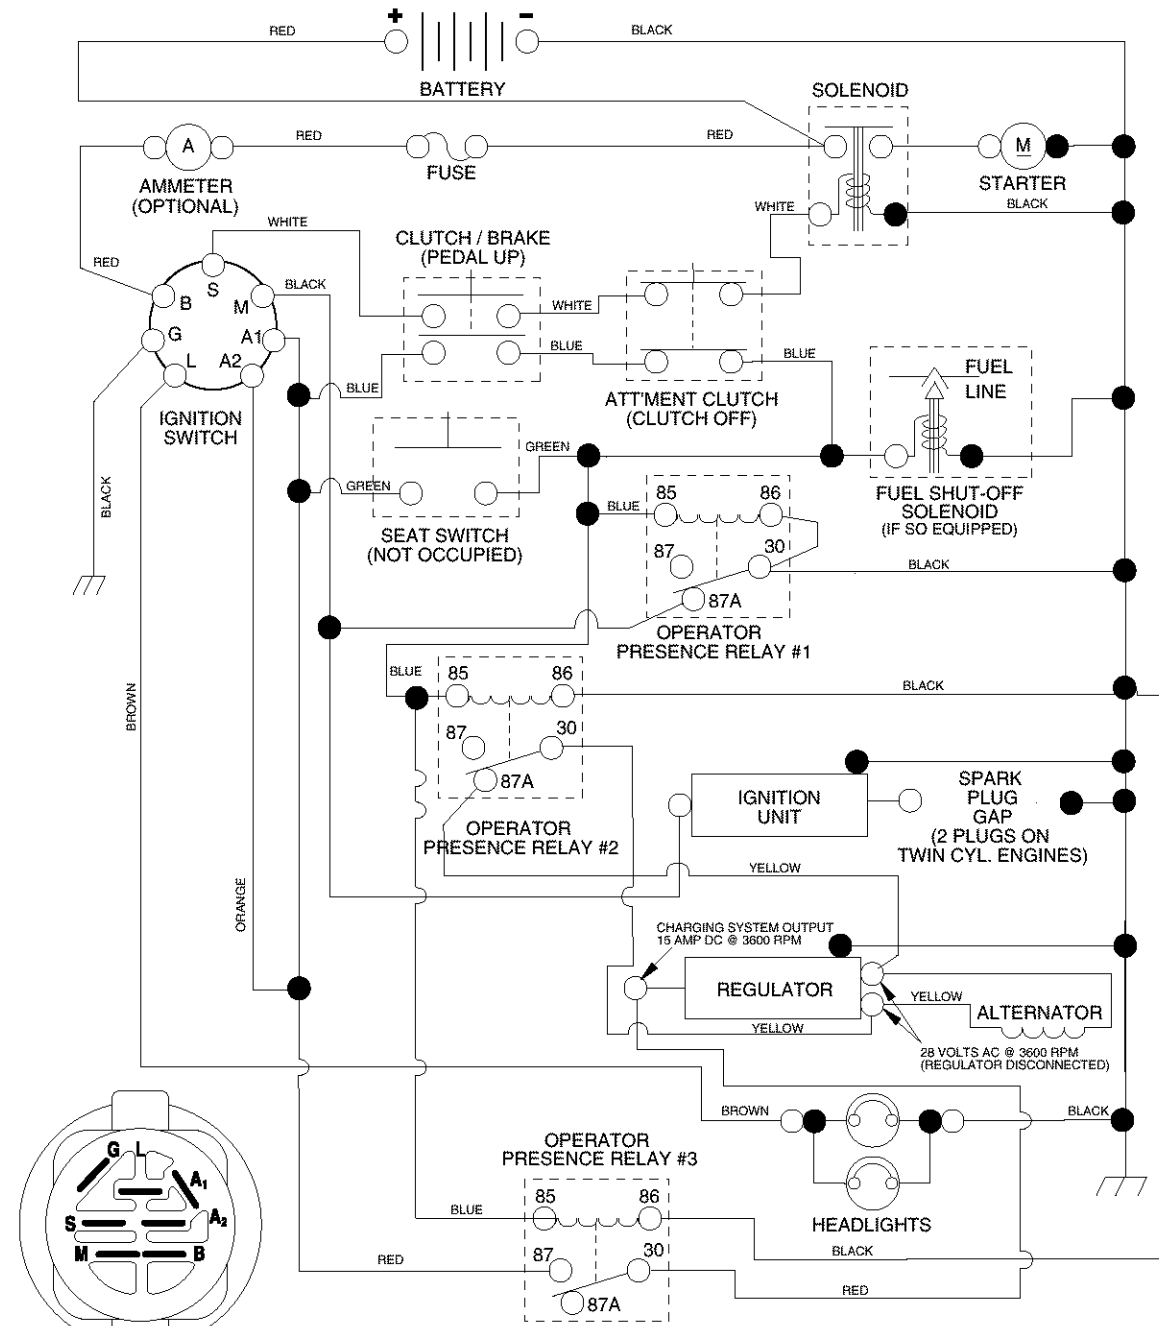 + -
RED
BLACK
BATTERY
SOLENOID
A
RED
RED
M
FUSE
AMMETER
(OPTIONAL)
STARTER
WHITE
BLACK
WHITE
CLUTCH / BRAKE
(PEDAL UP)
RED
BLACK
S
B
M
G
A1
L
A2
WHITE
BLUE
BLUE
BLUE
FUEL
LINE
IGNITION
SWITCH
ATT'MENT CLUTCH
(CLUTCH OFF)
GREEN
GREEN
BLACK
SEAT SWITCH
(NOT OCCUPIED)
BLUE
85
86
87
30
87A
FUEL SHUT-OFF
SOLENOID
(IF SO EQUIPPED)
BLACK
OPERATOR
PRESENCE RELAY #1
BLUE
85
86
87
30
87A
BLACK
BROWN
OPERATOR
PRESENCE RELAY #2
IGNITION
UNIT
SPARK
PLUG
GAP
(2 PLUGS ON
TWIN CYL. ENGINES)
YELLOW
ORANGE
CHARGING SYSTEM OUTPUT
15 AMP DC @ 3600 RPM
REGULATOR
YELLOW
ALTERNATOR
YELLOW
28 VOLTS AC @ 3600 RPM
(REGULATOR DISCONNECTED)
BROWN
BLACK
HEADLIGHTS
OPERATOR
PRESENCE RELAY #3
BLUE
85
86
87
30
87A
BLACK
RED
RED
G
L
A1
A2
S
M
B